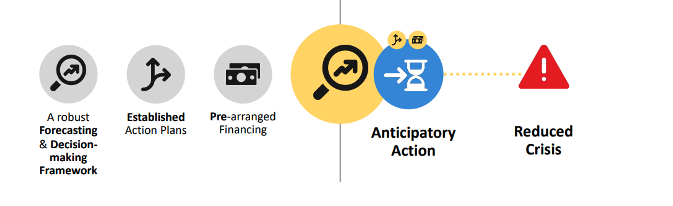 A robust
Forecasting
& Decision-
making
Framework
Established
Action Plans
Pre-arranged
Financing
Anticipatory
Action
Reduced
Crisis